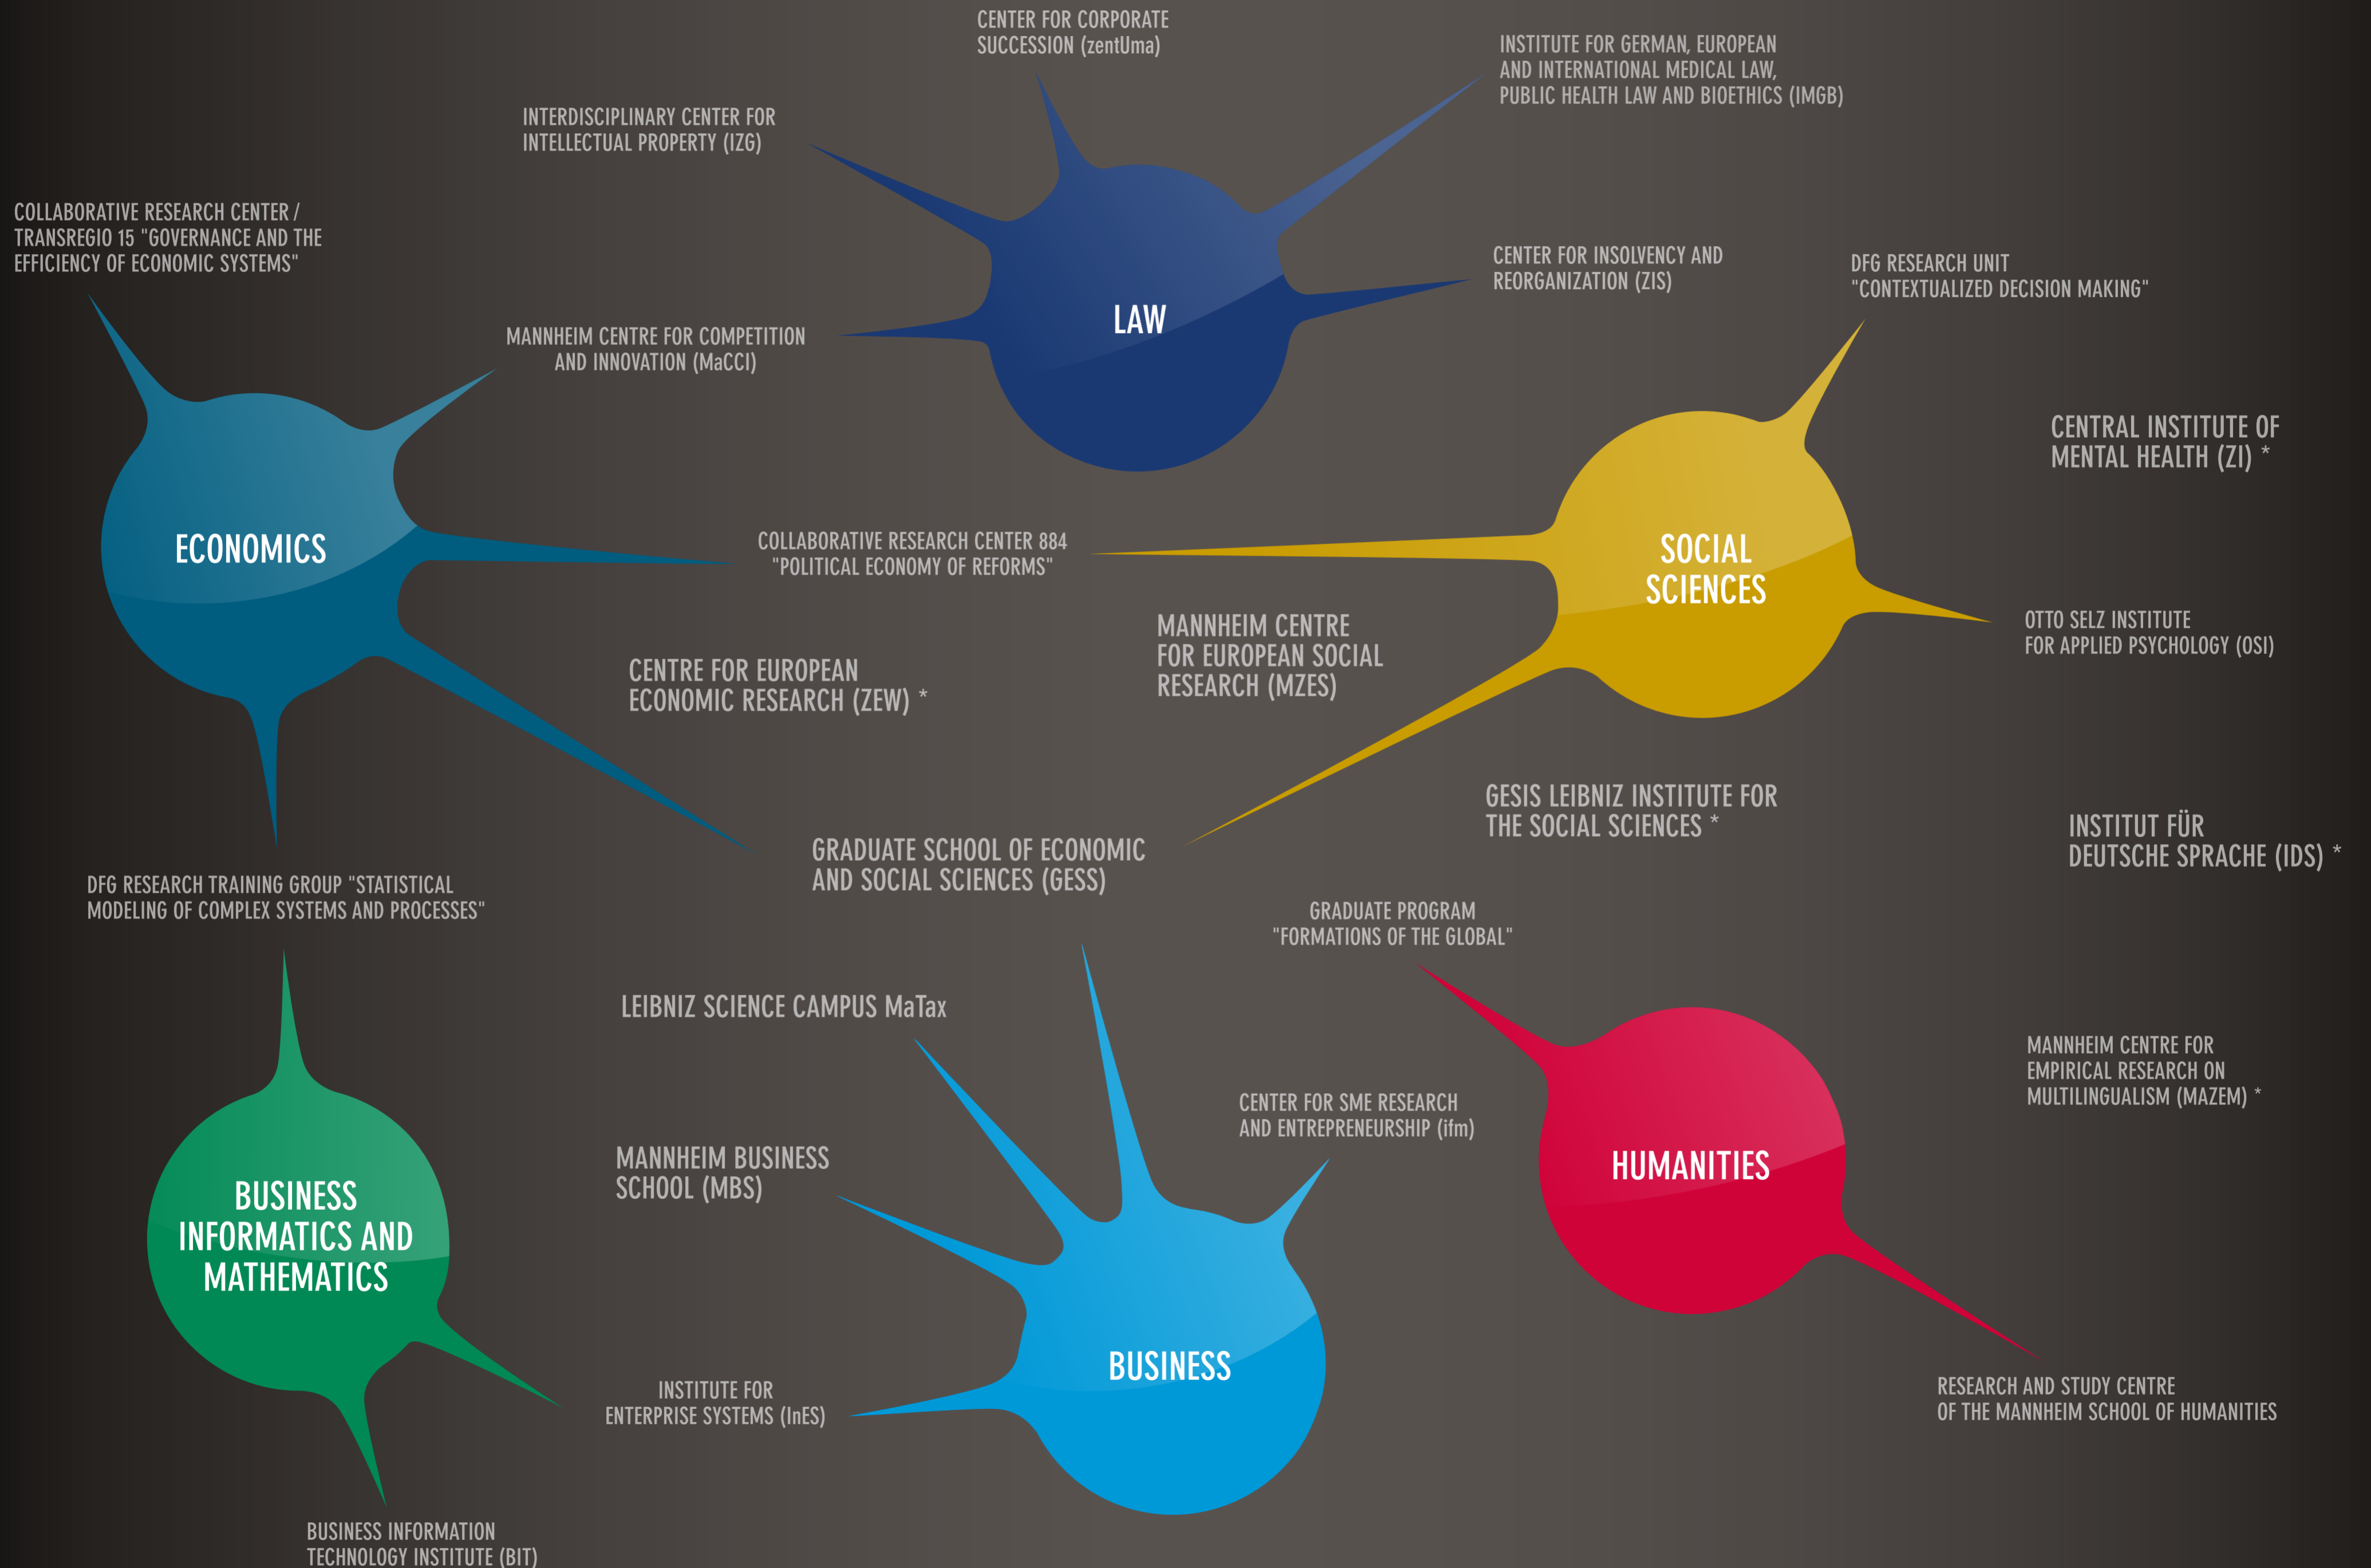 CENTER FOR CORPORATE
SUCCESSION (zentUma)
INSTITUTE FOR GERMAN, EUROPEAN
AND INTERNATIONAL MEDICAL LAW,
PUBLIC HEALTH LAW AND BIOETHICS (IMGB)
INTERDISCIPLINARY CENTER FOR
INTELLECTUAL PROPERTY (IZG)
COLLABORATIVE RESEARCH CENTER /
TRANSREGIO 15 "GOVERNANCE AND THE
EFFICIENCY OF ECONOMIC SYSTEMS"
CENTER FOR INSOLVENCY AND
REORGANIZATION (ZIS)
DFG RESEARCH UNIT
"CONTEXTUALIZED DECISION MAKING"
LAW
MANNHEIM CENTRE FOR COMPETITION
AND INNOVATION (MaCCI)
CENTRAL INSTITUTE OF
MENTAL HEALTH (ZI) *
ECONOMICS
COLLABORATIVE RESEARCH CENTER 884
"POLITICAL ECONOMY OF REFORMS"
SOCIAL
SCIENCES
MANNHEIM CENTRE
FOR EUROPEAN SOCIAL
RESEARCH (MZES)
OTTO SELZ INSTITUTE
FOR APPLIED PSYCHOLOGY (OSI)
CENTRE FOR EUROPEAN
ECONOMIC RESEARCH (ZEW) *
GESIS LEIBNIZ INSTITUTE FOR
THE SOCIAL SCIENCES *
INSTITUT FÜR
DEUTSCHE SPRACHE (IDS) *
GRADUATE SCHOOL OF ECONOMIC
AND SOCIAL SCIENCES (GESS)
DFG RESEARCH TRAINING GROUP "STATISTICAL
MODELING OF COMPLEX SYSTEMS AND PROCESSES"
GRADUATE PROGRAM
"FORMATIONS OF THE GLOBAL"
LEIBNIZ SCIENCE CAMPUS MaTax
MANNHEIM CENTRE FOR
EMPIRICAL RESEARCH ON
MULTILINGUALISM (MAZEM) *
CENTER FOR SME RESEARCH
AND ENTREPRENEURSHIP (ifm)
MANNHEIM BUSINESS
SCHOOL (MBS)
HUMANITIES
BUSINESS
INFORMATICS AND
MATHEMATICS
BUSINESS
INSTITUTE FOR
ENTERPRISE SYSTEMS (InES)
RESEARCH AND STUDY CENTRE
OF THE MANNHEIM SCHOOL OF HUMANITIES
BUSINESS INFORMATION
TECHNOLOGY INSTITUTE (BIT)